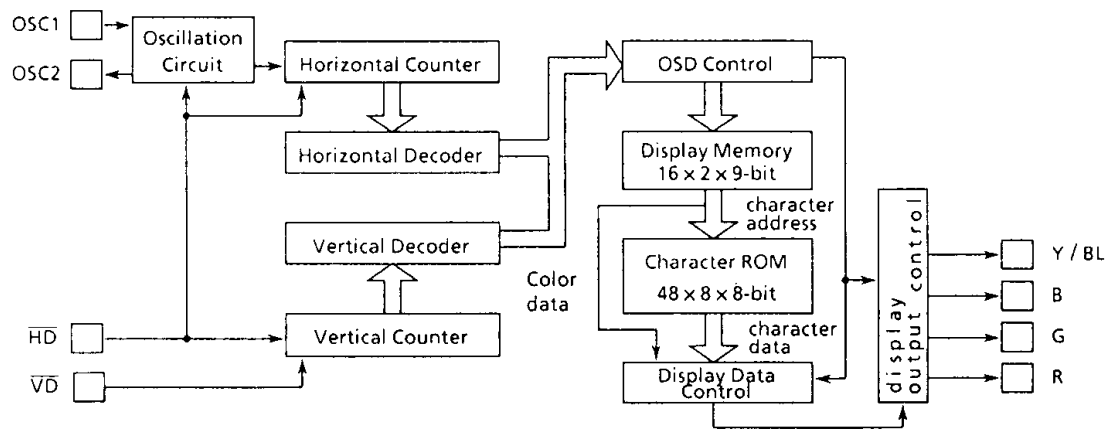 OSC1
OSC2
Oscillation
Circuit
Horizontal Counter
Horizontal Decoder
Vertical Decoder
Vertical Counter
H̅D̅
V̅D̅
OSD Control
Display Memory
16 × 2 × 9-bit
character
address
Character ROM
48 × 8 × 8-bit
Color
data
character
data
Display Data
Control
display
output control
Y / BL
B
G
R